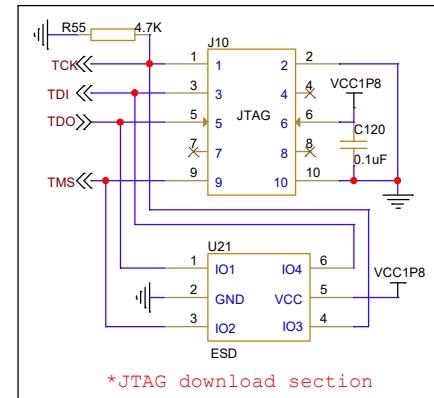 R55 4.7K
J10
TCK 1 1 2 2
VCC1P8
TDI 3 3 4 4
TDO 5 5 JTAG 6 6
C120
7 7 8 8
0.1uF
TMS 9 9 10 10
U21
1 IO1 IO4 6
VCC1P8
2 GND VCC 5
3 IO2 IO3 4
ESD
*JTAG download section